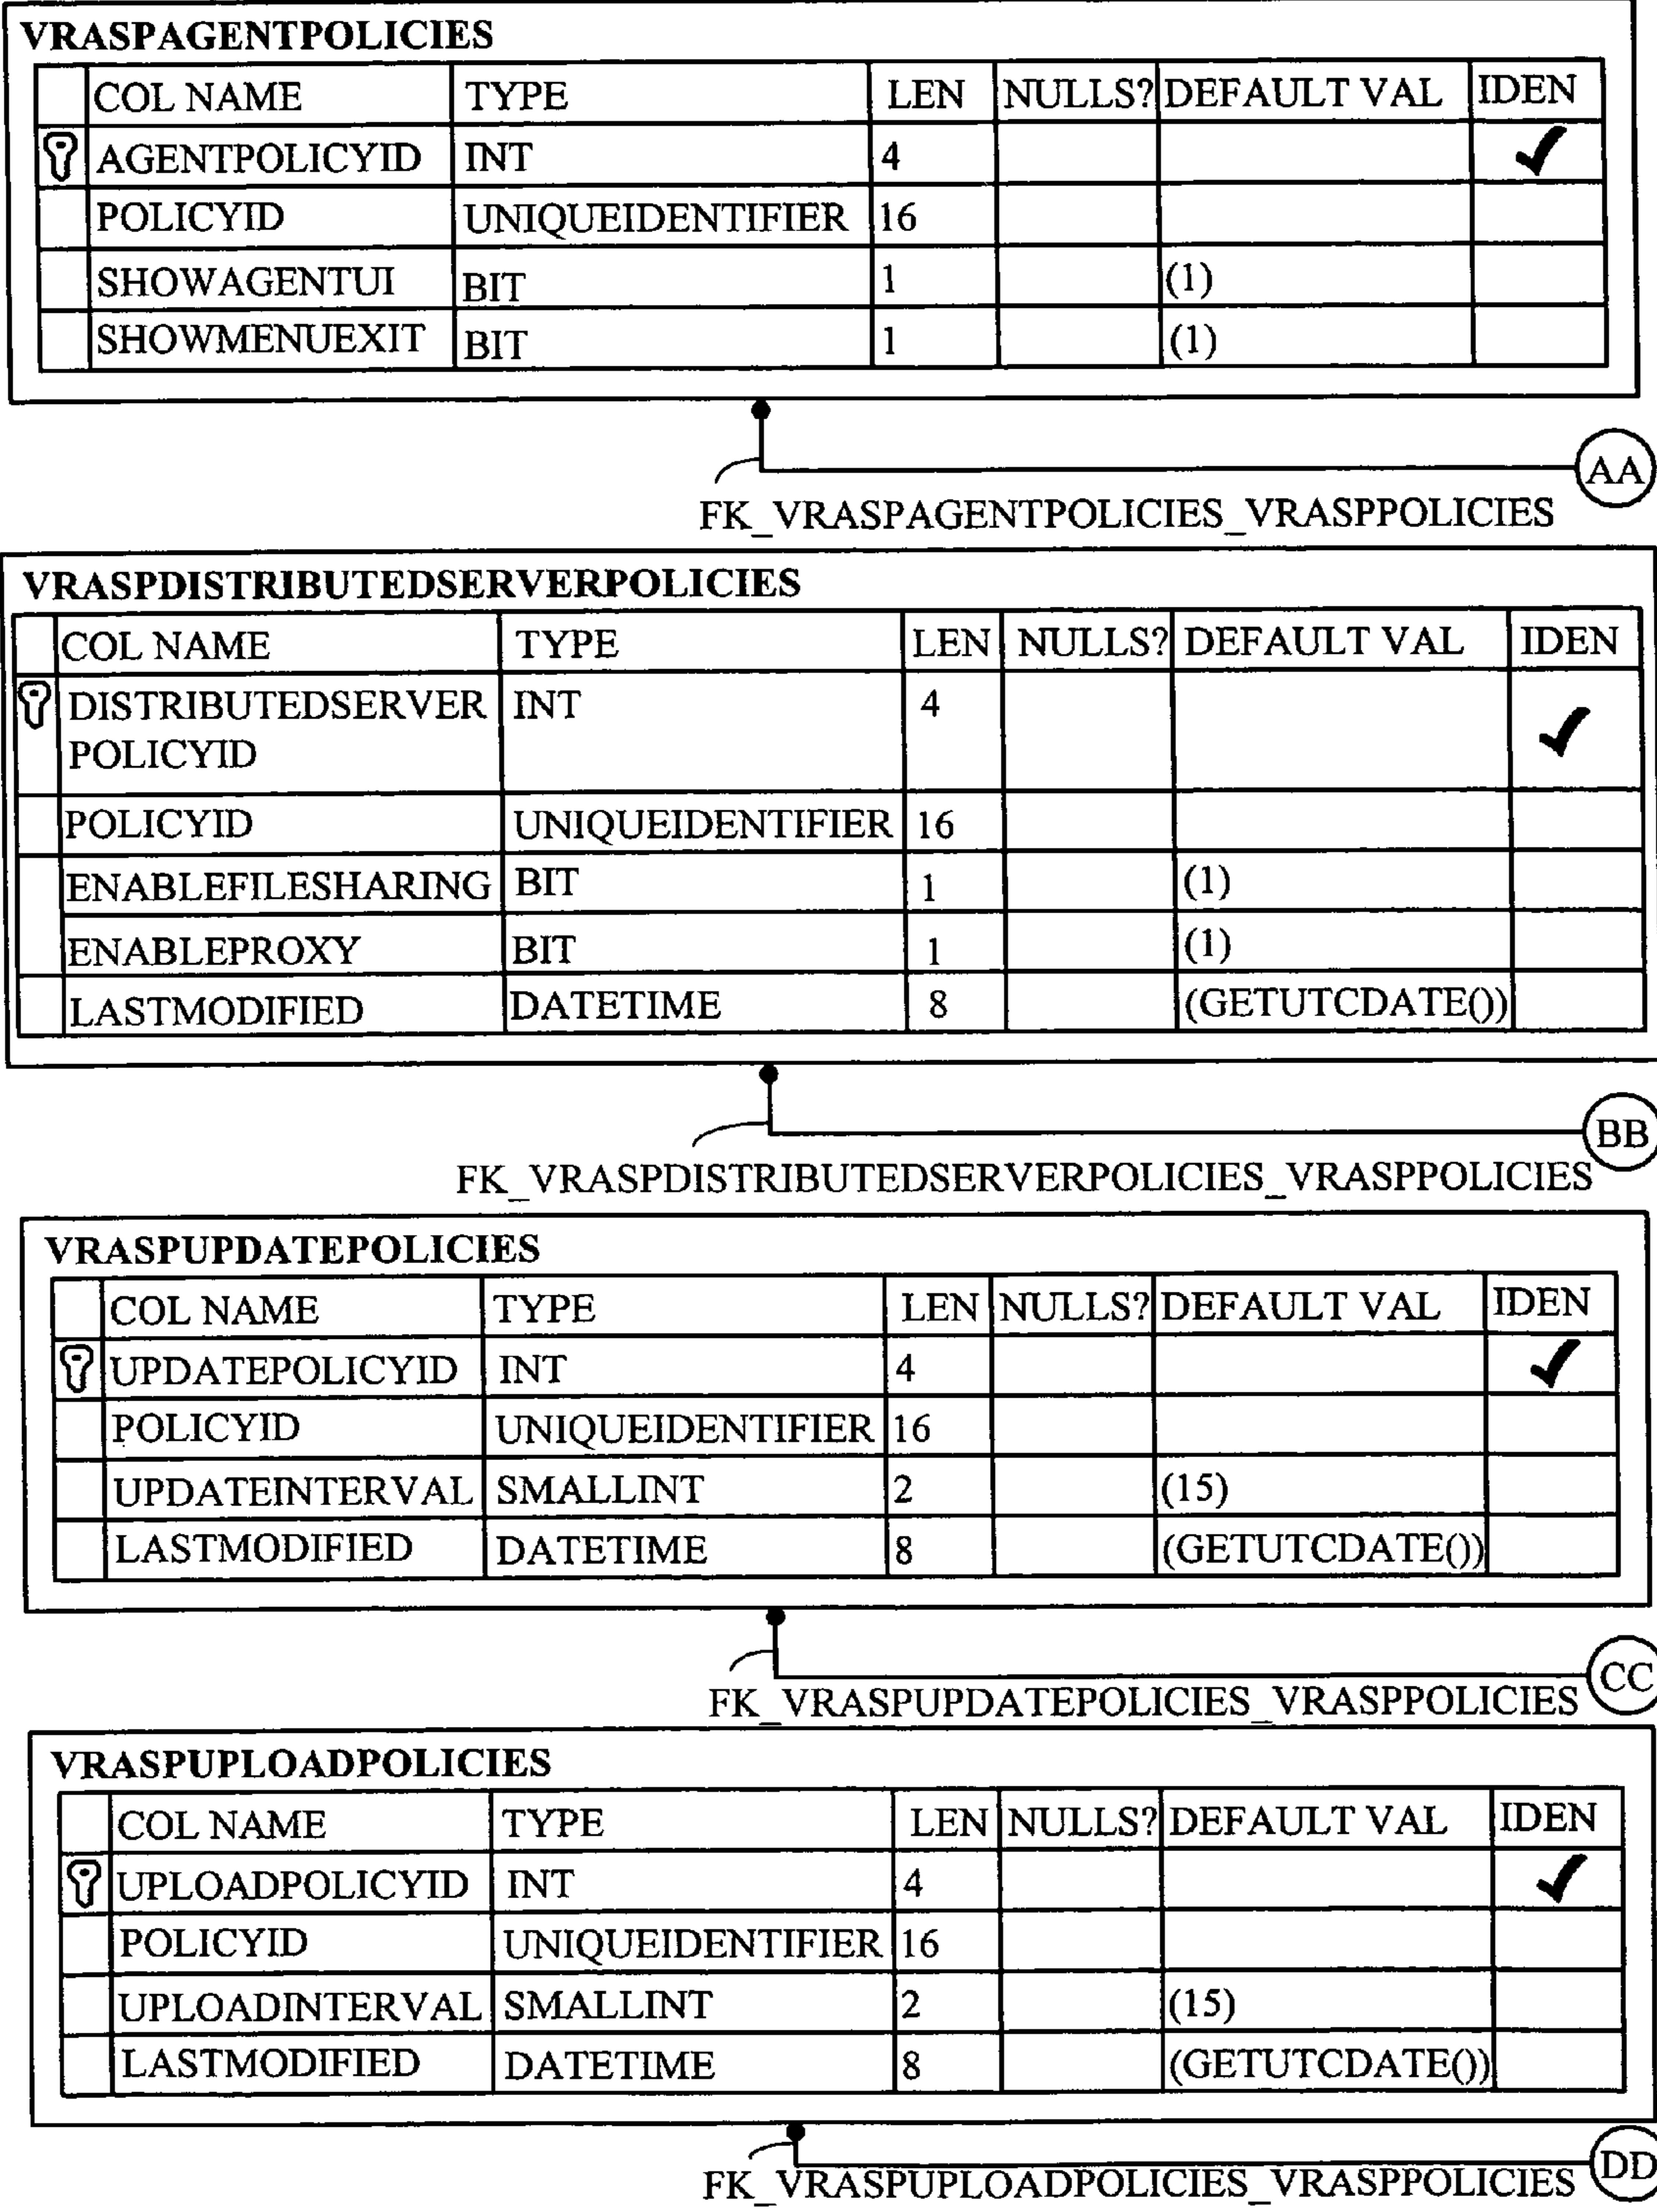 VRASPAGENTPOLICIES
COL NAME TYPE LEN NULLS? DEFAULT VAL IDEN
AGENTPOLICYID INT 4 ✓
POLICYID UNIQUEIDENTIFIER 16
SHOWAGENTUI BIT 1 (1)
SHOWMENUEXIT BIT 1 (1)
AA
FK_VRASPAGENTPOLICIES_VRASPPOLICIES
VRASPDISTRIBUTEDSERVERPOLICIES
COL NAME TYPE LEN NULLS? DEFAULT VAL IDEN
DISTRIBUTEDSERVER INT 4 ✓
POLICYID
POLICYID UNIQUEIDENTIFIER 16
ENABLEFILESHARING BIT 1 (1)
ENABLEPROXY BIT 1 (1)
LASTMODIFIED DATETIME 8 (GETUTCDATE())
BB
FK_VRASPDISTRIBUTEDSERVERPOLICIES_VRASPPOLICIES
VRASPUPDATEPOLICIES
COL NAME TYPE LEN NULLS? DEFAULT VAL IDEN
UPDATEPOLICYID INT 4 ✓
POLICYID UNIQUEIDENTIFIER 16
UPDATEINTERVAL SMALLINT 2 (15)
LASTMODIFIED DATETIME 8 (GETUTCDATE())
CC
FK_VRASPUPDATEPOLICIES_VRASPPOLICIES
VRASPUPLOADPOLICIES
COL NAME TYPE LEN NULLS? DEFAULT VAL IDEN
UPLOADPOLICYID INT 4 ✓
POLICYID UNIQUEIDENTIFIER 16
UPLOADINTERVAL SMALLINT 2 (15)
LASTMODIFIED DATETIME 8 (GETUTCDATE())
DD
FK_VRASPUPLOADPOLICIES_VRASPPOLICIES